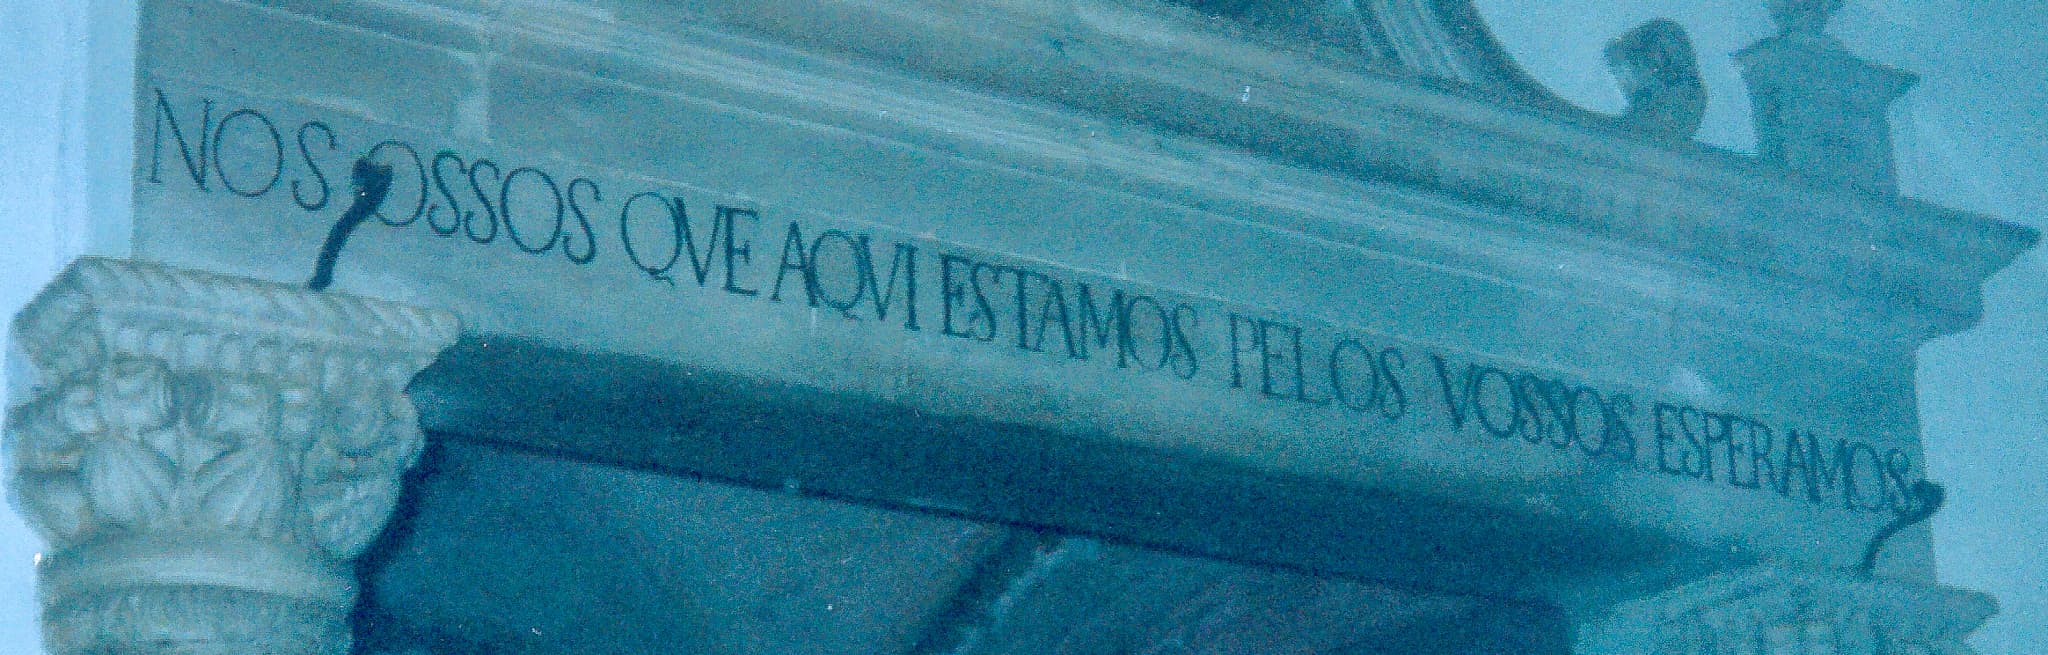 NOS OSSOS QVE AQVI ESTAMOS PELOS VOSSOS ESPERAMOS